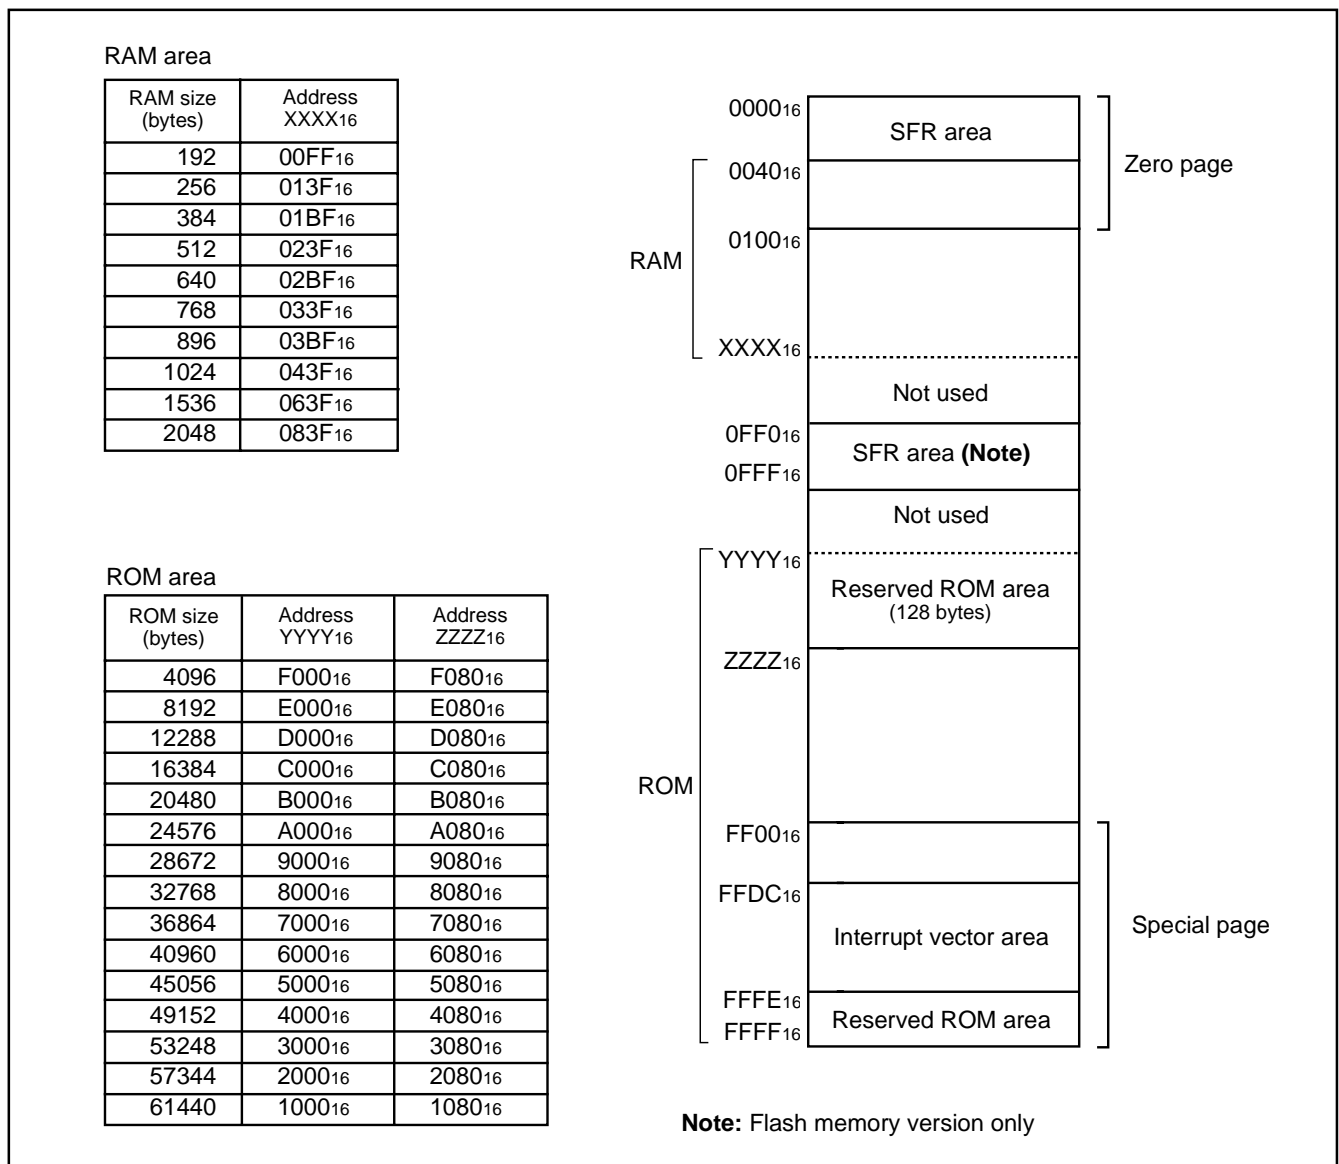 RAM area
RAM size (bytes) Address XXXX16
192 00FF16
256 013F16
384 01BF16
512 023F16
640 02BF16
768 033F16
896 03BF16
1024 043F16
1536 063F16
2048 083F16
ROM area
ROM size (bytes) Address YYYY16 Address ZZZZ16
4096 F00016 F08016
8192 E00016 E08016
12288 D00016 D08016
16384 C00016 C08016
20480 B00016 B08016
24576 A00016 A08016
28672 900016 908016
32768 800016 808016
36864 700016 708016
40960 600016 608016
45056 500016 508016
49152 400016 408016
53248 300016 308016
57344 200016 208016
61440 100016 108016
000016
SFR area
Zero page
004016
010016
RAM
XXXX16
Not used
0FF016
SFR area (Note)
0FFF16
Not used
YYYY16
Reserved ROM area
(128 bytes)
ZZZZ16
ROM
FF0016
FFDC16
Interrupt vector area
Special page
FFFE16
Reserved ROM area
FFFF16
Note: Flash memory version only